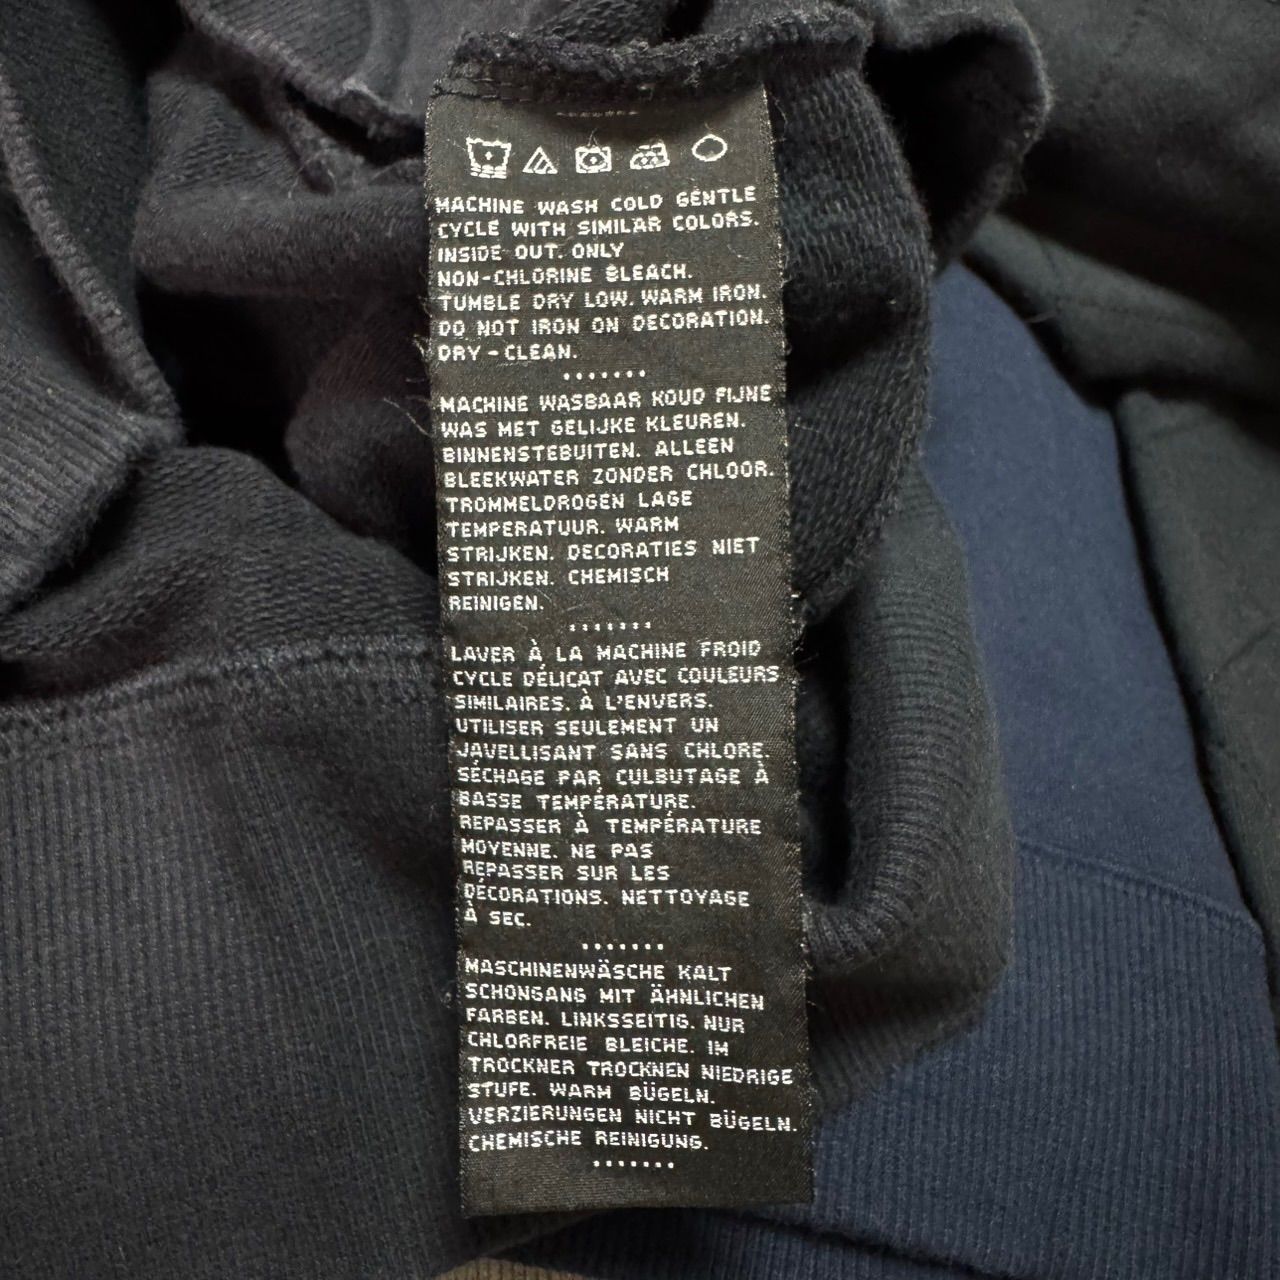 MACHINE WASH COLD GENTLE
CYCLE WITH SIMILAR COLORS.
INSIDE OUT. ONLY
NON-CHLORINE BLEACH.
TUMBLE DRY LOW. WARM IRON.
DO NOT IRON ON DECORATION.
DRY-CLEAN.
MACHINE WASBAAR KOUD FIJNE
WAS MET GELIJKE KLEUREN.
BINNENSTEBUITEN. ALLEEN
BLEEKWATER ZONDER CHLOOR.
TROMMELDROGEN LAGE
TEMPERATUUR. WARM
STRIJKEN. DECORATIES NIET
STRIJKEN. CHEMISCH
REINIGEN.
LAVER À LA MACHINE FROID
CYCLE DÉLICAT AVEC COULEURS
SIMILAIRES. À L'ENVERS.
UTILISER SEULEMENT UN
JAVELLISANT SANS CHLORE.
SÉCHAGE PAR CULBUTAGE À
BASSE TEMPÉRATURE.
REPASSER À TEMPÉRATURE
MOYENNE. NE PAS
REPASSER SUR LES
DÉCORATIONS. NETTOYAGE
À SEC.
MASCHINENWÄSCHE KALT
SCHONGANG MIT ÄHNLICHEN
FARBEN. LINKSSEITIG. NUR
CHLORFREIE BLEICHE. IM
TROCKNER TROCKNEN NIEDRIGE
STUFE. WARM BÜGELN.
VERZIERUNGEN NICHT BÜGELN.
CHEMISCHE REINIGUNG.